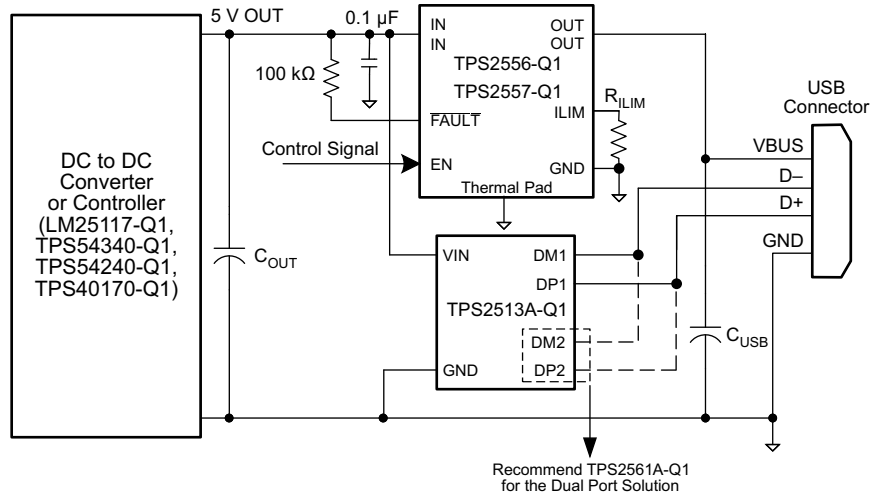 5 V OUT
0.1 µF
100 kΩ
Control Signal
DC to DC
Converter
or Controller
(LM25117-Q1,
TPS54340-Q1,
TPS54240-Q1,
TPS40170-Q1)
COUT
IN
IN
OUT
OUT
TPS2556-Q1
TPS2557-Q1
FAULT
ILIM
EN
GND
Thermal Pad
RILIM
VIN
DM1
DP1
TPS2513A-Q1
DM2
GND
DP2
USB
Connector
VBUS
D–
D+
GND
CUSB
Recommend TPS2561A-Q1
for the Dual Port Solution